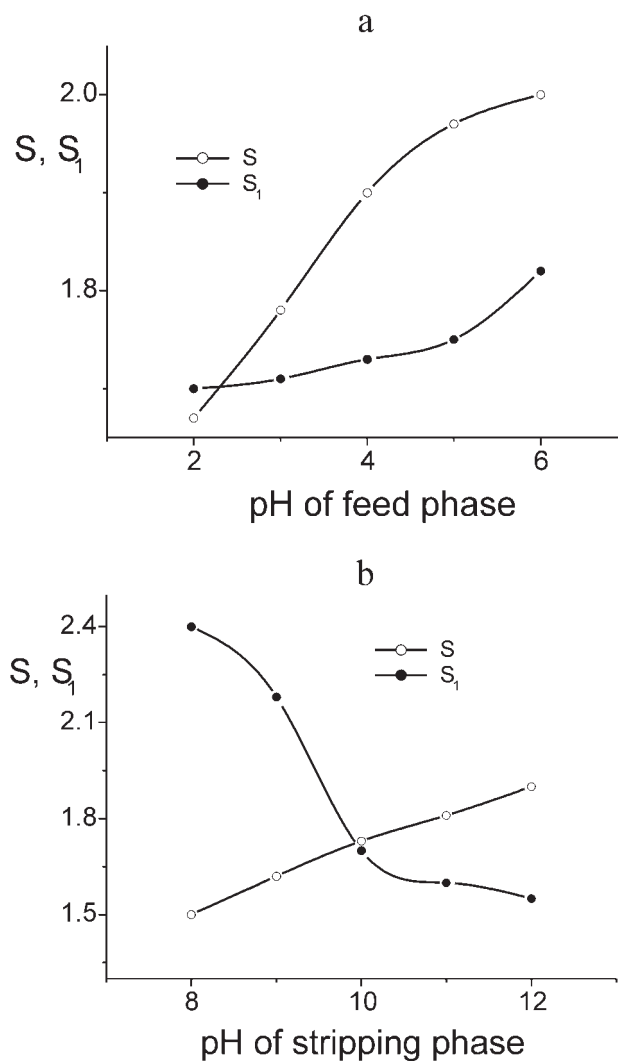 a
2.0
S, S₁
S
S₁
1.8
2 4 6
pH of feed phase
b
2.4
S
S, S₁
S₁
2.1
1.8
1.5
8 10 12
pH of stripping phase